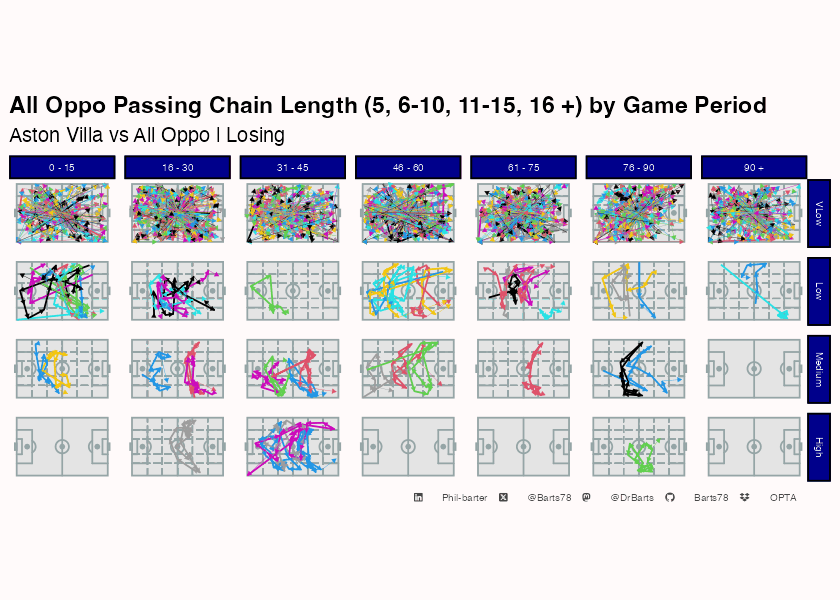 All Oppo Passing Chain Length (5, 6-10, 11-15, 16 +) by Game Period
Aston Villa vs All Oppo I Losing
0 - 15 16 - 30 31 - 45 46 - 60 61 - 75 76 - 90 90 +
VLow
Low
Medium
High
Phil-barter @Barts78 @DrBarts Barts78 OPTA